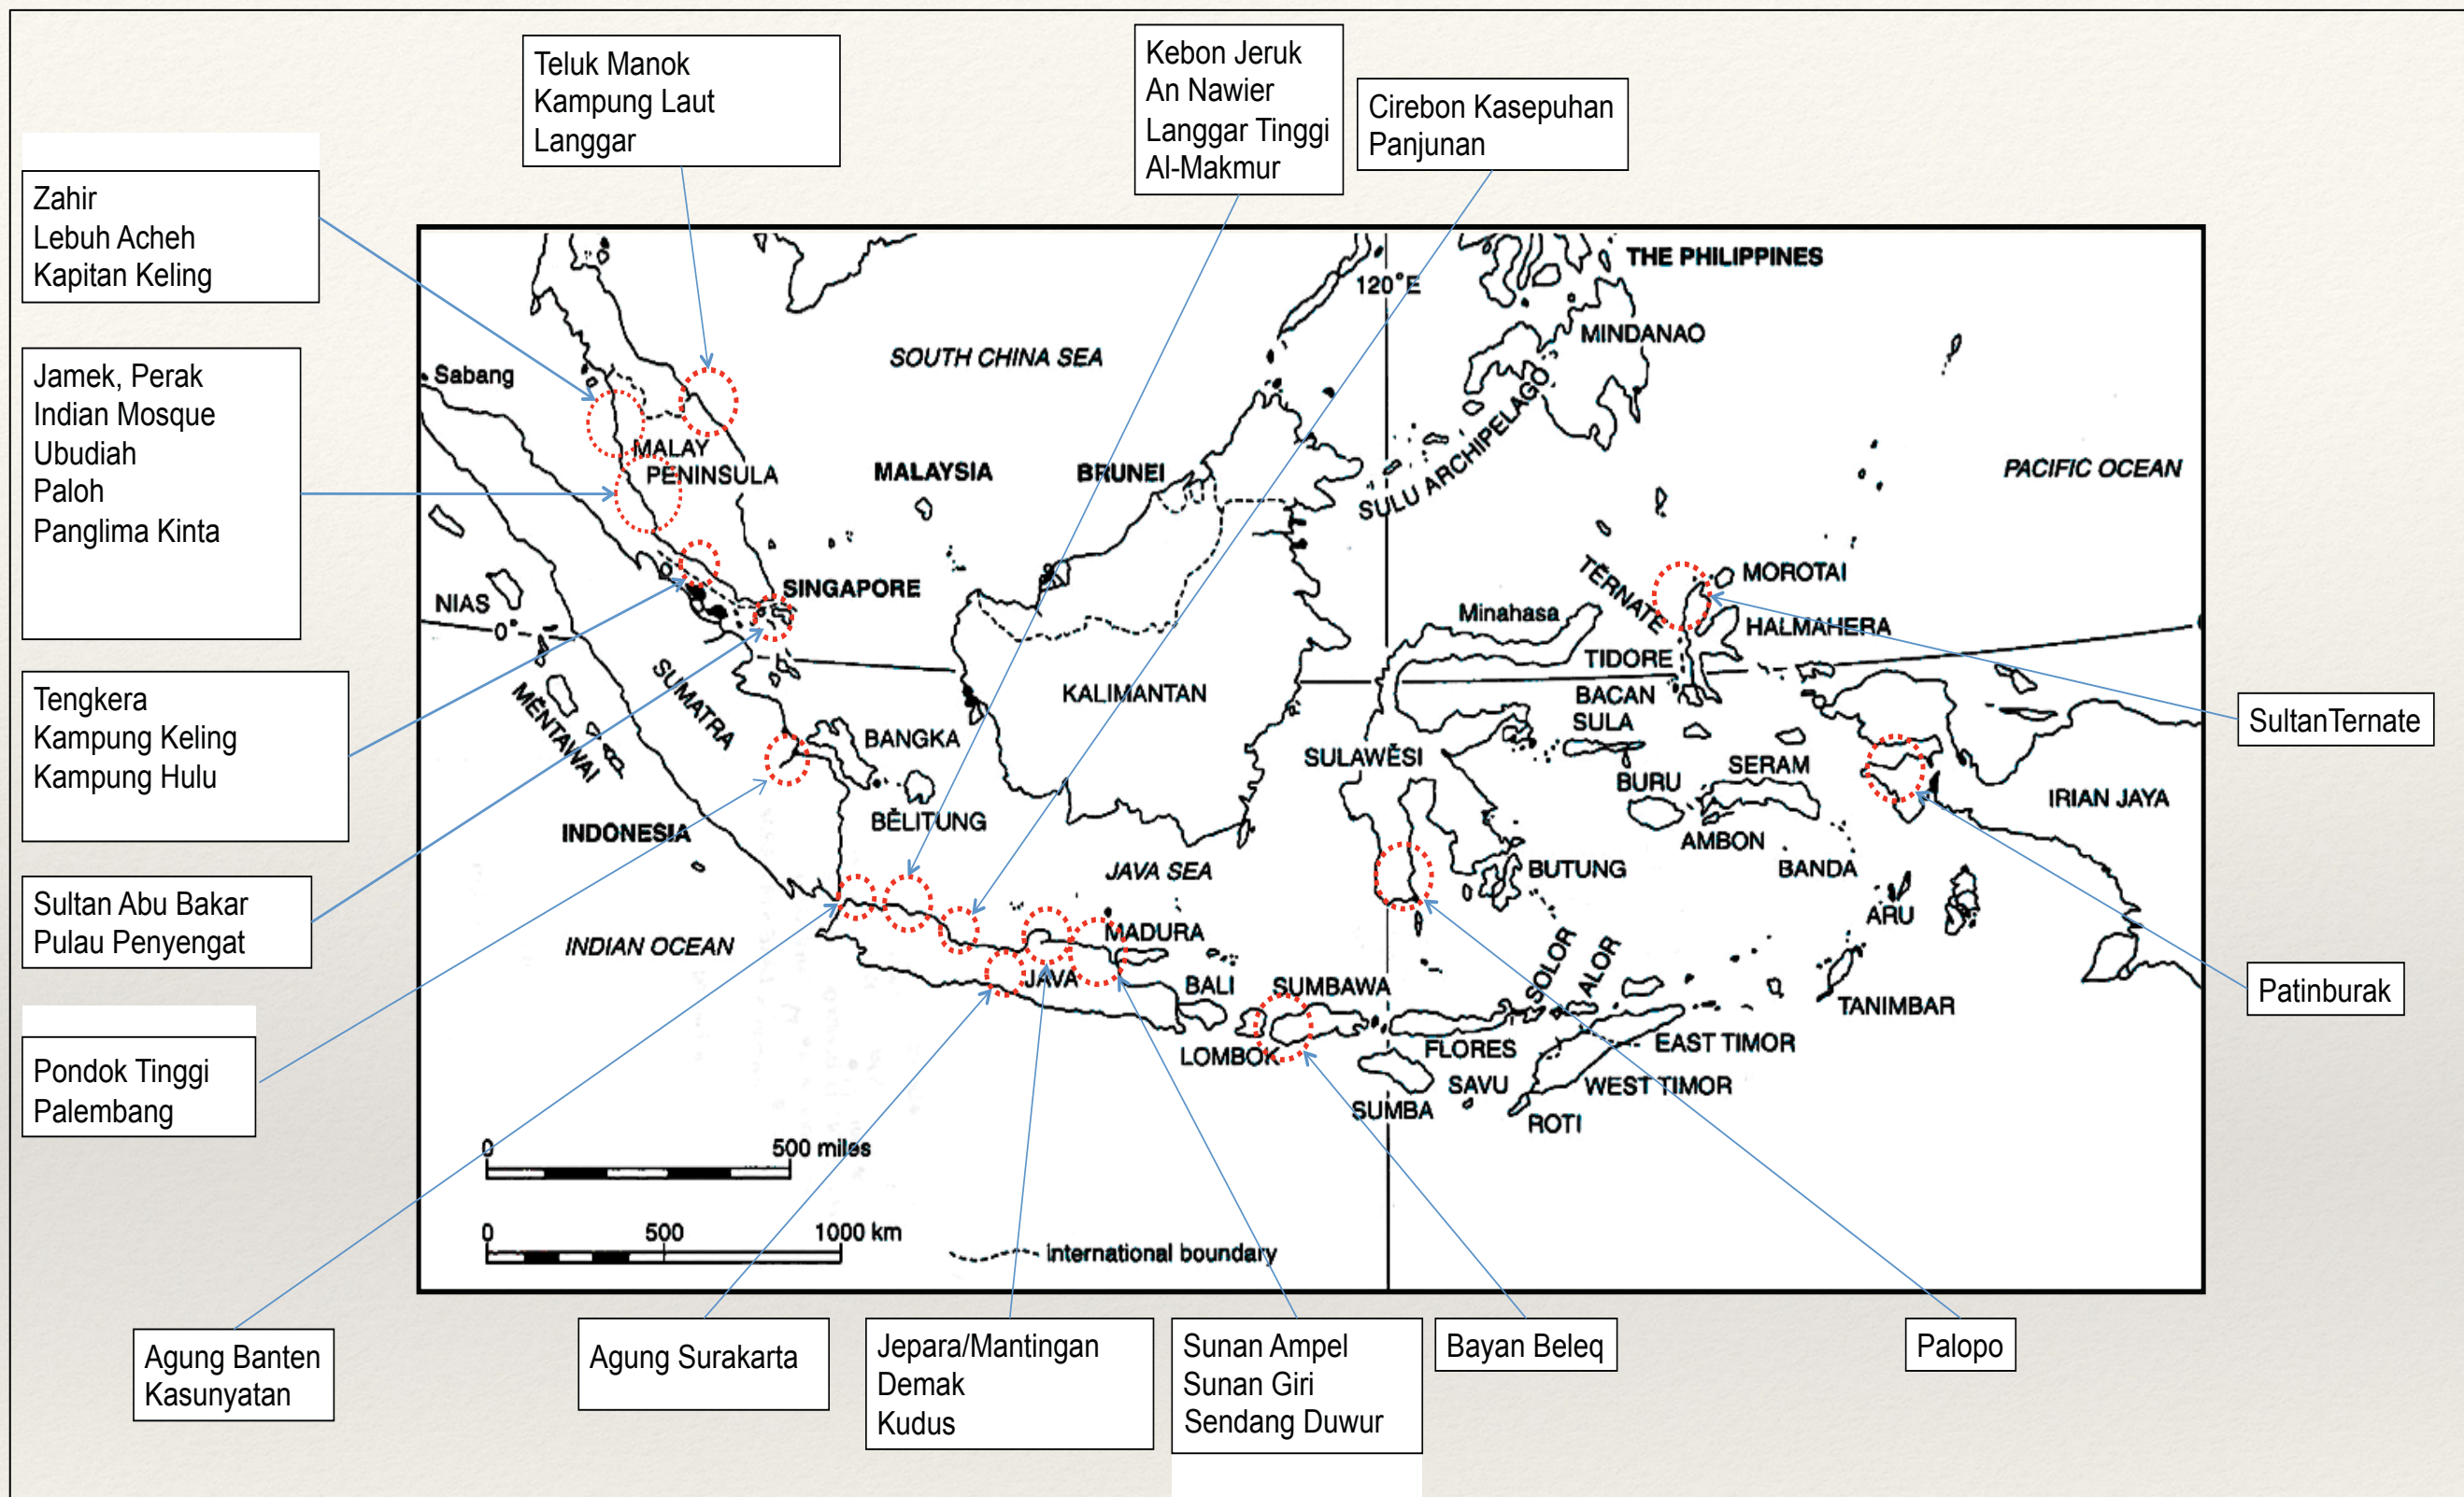 Teluk Manok
Kampung Laut
Langgar
Kebon Jeruk
An Nawier
Langgar Tinggi
Al-Makmur
Cirebon Kasepuhan
Panjunan
Zahir
Lebuh Acheh
Kapitan Keling
Jamek, Perak
Indian Mosque
Ubudiah
Paloh
Panglima Kinta
Tengkera
Kampung Keling
Kampung Hulu
Sultan Abu Bakar
Pulau Penyengat
Pondok Tinggi
Palembang
THE PHILIPPINES
120°E
MINDANAO
SOUTH CHINA SEA
Sabang
SULU ARCHIPELAGO
MALAY
PENINSULA
MALAYSIA
BRUNEI
PACIFIC OCEAN
SINGAPORE
NIAS
0°
TĔRNATE
MOROTAI
Minahasa
HALMAHERA
TIDORE
MĔNTAWAI
SUMATRA
KALIMANTAN
BACAN
SULA
BANGKA
SULAWĔSI
SERAM
BURU
IRIAN JAYA
BĔLITUNG
INDONESIA
AMBON
BANDA
JAVA SEA
BUTUNG
ARU
INDIAN OCEAN
MADURA
JAVA
BALI
SUMBAWA
SOLOR
ALOR
TANIMBAR
LOMBOK
FLORES
EAST TIMOR
SAVU
WEST TIMOR
SUMBA
ROTI
0 500 miles
0 500 1000 km
international boundary
SultanTernate
Patinburak
Agung Banten
Kasunyatan
Agung Surakarta
Jepara/Mantingan
Demak
Kudus
Sunan Ampel
Sunan Giri
Sendang Duwur
Bayan Beleq
Palopo